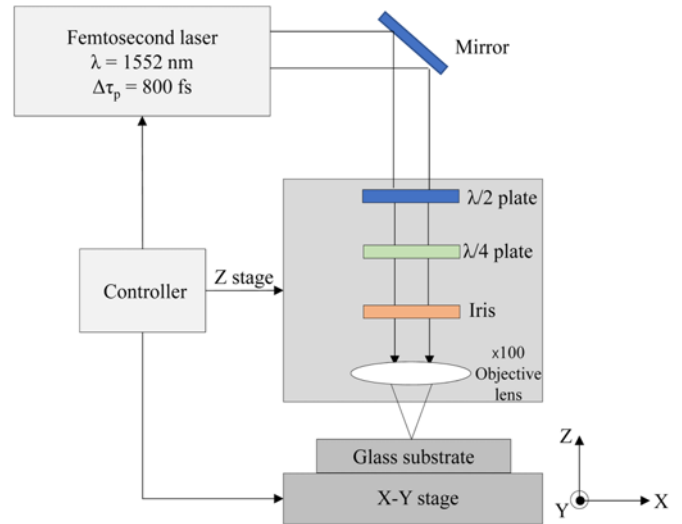 Femtosecond laser
λ = 1552 nm
Δτp = 800 fs
Mirror
λ/2 plate
λ/4 plate
Z stage
Controller
Iris
x100
Objective
lens
Glass substrate
X-Y stage
Z
Y
X